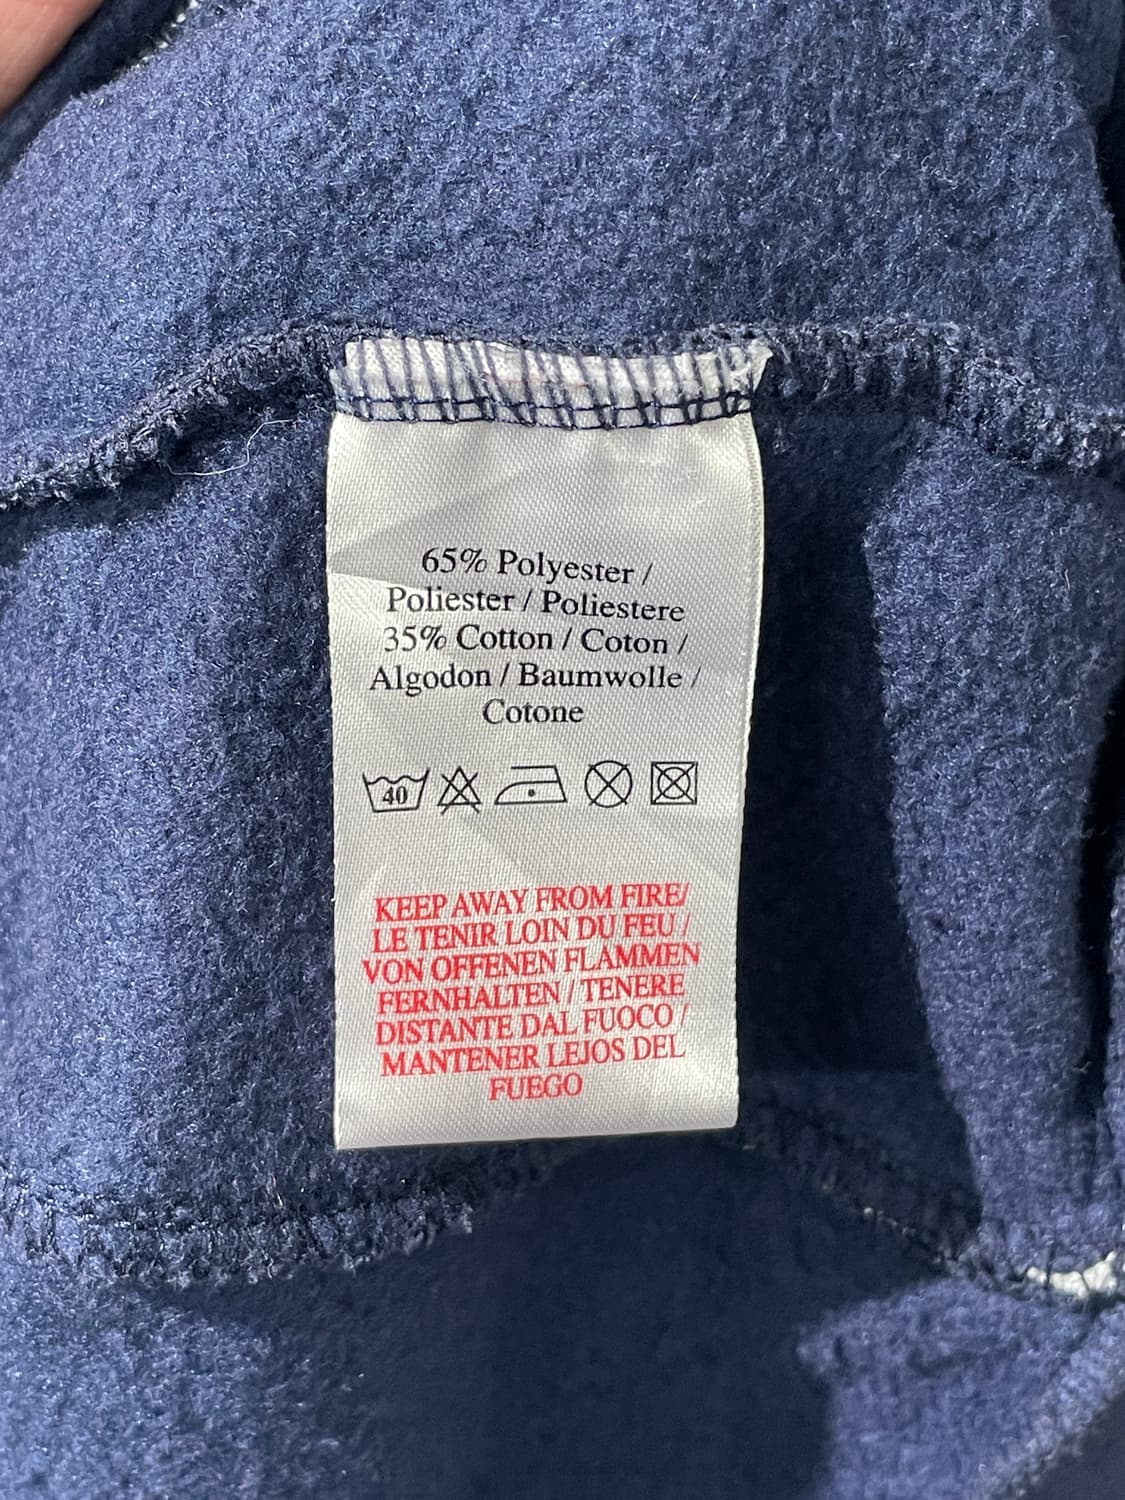 65% Polyester /
Poliester / Poliestere
35% Cotton / Coton /
Algodon / Baumwolle /
Cotone
40
KEEP AWAY FROM FIRE/
LE TENIR LOIN DU FEU /
VON OFFENEN FLAMMEN
FERNHALTEN / TENERE
DISTANTE DAL FUOCO /
MANTENER LEJOS DEL
FUEGO